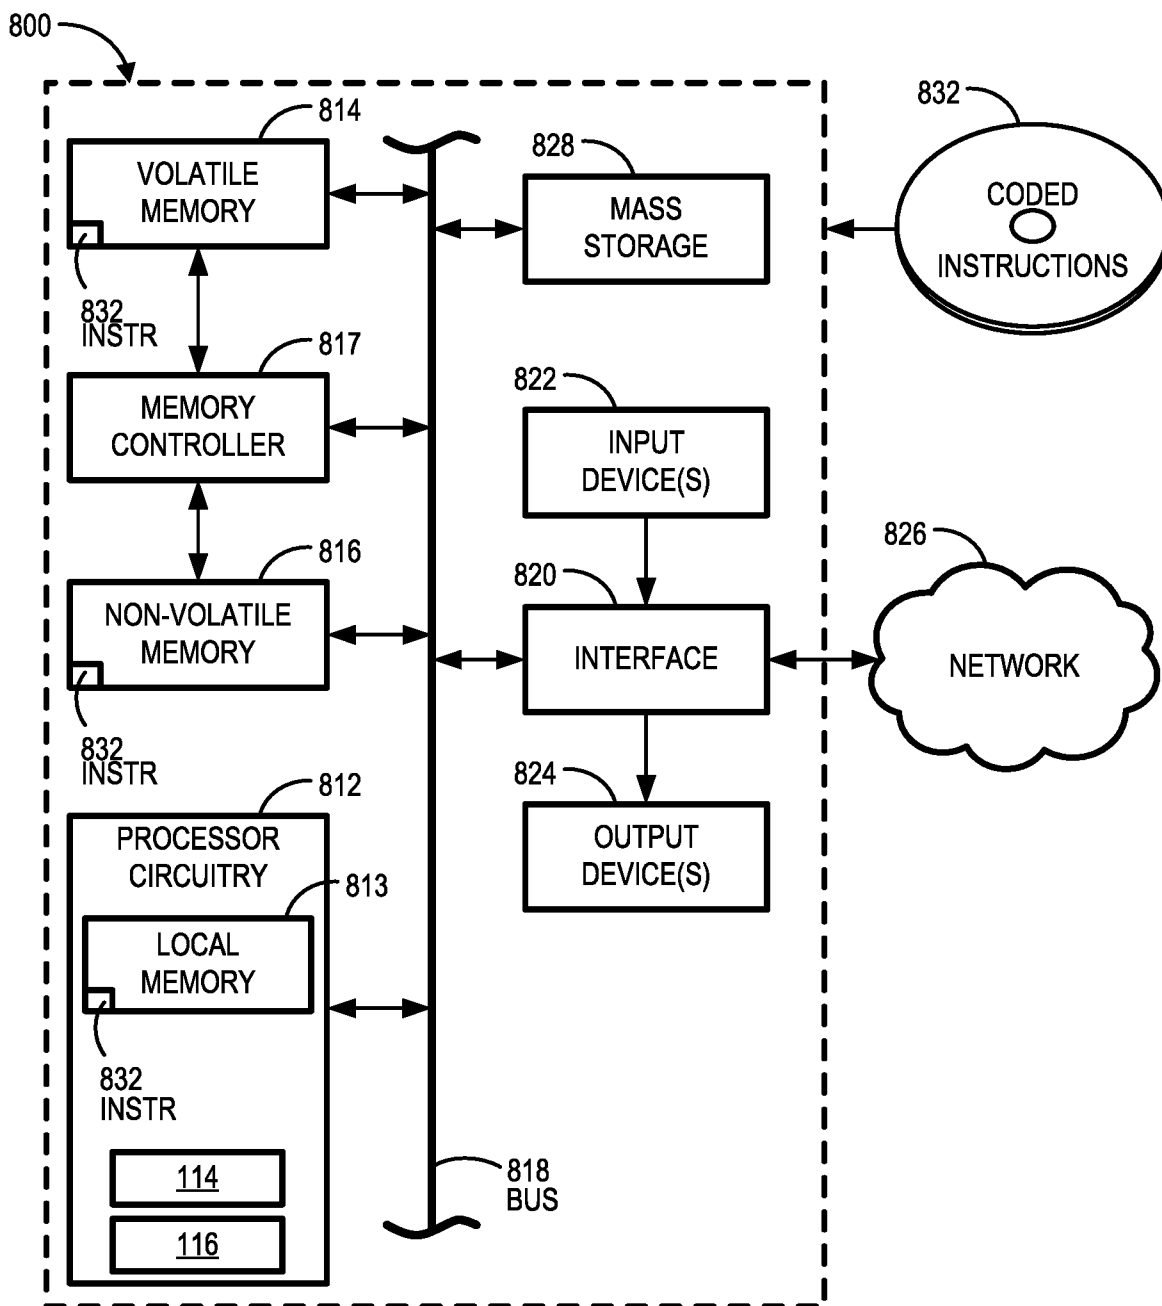 800
814
VOLATILE
MEMORY
832
INSTR
817
MEMORY
CONTROLLER
816
NON-VOLATILE
MEMORY
832
INSTR
812
PROCESSOR
CIRCUITRY
813
LOCAL
MEMORY
832
INSTR
114
116
818
BUS
828
MASS
STORAGE
822
INPUT
DEVICE(S)
820
INTERFACE
824
OUTPUT
DEVICE(S)
832
CODED
INSTRUCTIONS
826
NETWORK